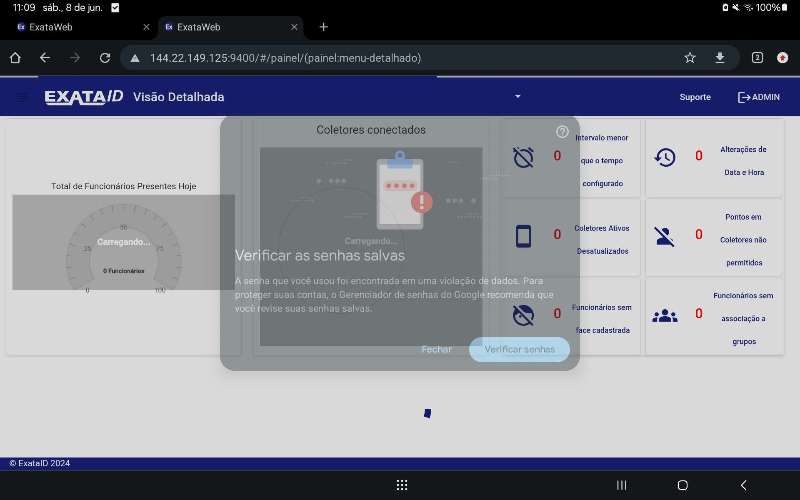 11:09 sáb., 8 de jun.
100%
ExataWeb
ExataWeb
144.22.149.125:9400/#/painel/(painel:menu-detalhado)
2
EXATA ID Visão Detalhada
Suporte
ADMIN
Total de Funcionários Presentes Hoje
0
25
50
75
100
Carregando...
0 Funcionários
Coletores conectados
Carregando...
Verificar as senhas salvas
A senha que você usou foi encontrada em uma violação de dados. Para
proteger suas contas, o Gerenciador de senhas do Google recomenda que
você revise suas senhas salvas.
Fechar
Verificar senhas
0
Intervalo menor
que o tempo
configurado
0
Alterações de
Data e Hora
0
Coletores Ativos
Desatualizados
0
Pontos em
Coletores não
permitidos
0
Funcionários sem
face cadastrada
0
Funcionários sem
associação a
grupos
© ExataID 2024